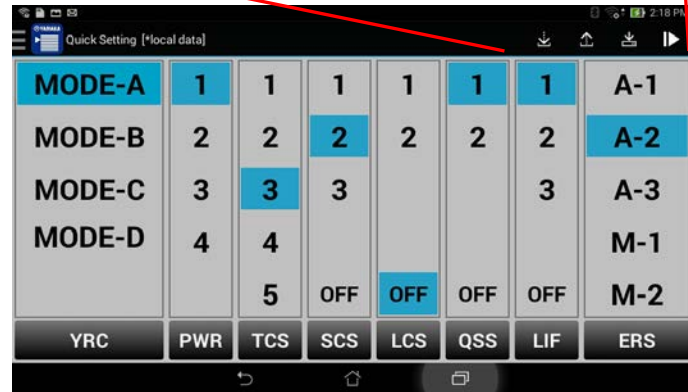 2:18 PM
YAMAHA
Quick Setting [*local data]
MODE-A 1 1 1 1 1 1 A-1
MODE-B 2 2 2 2 2 2 A-2
MODE-C 3 3 3 3 A-3
MODE-D 4 4 M-1
5 OFF OFF OFF OFF M-2
YRC PWR TCS SCS LCS QSS LIF ERS